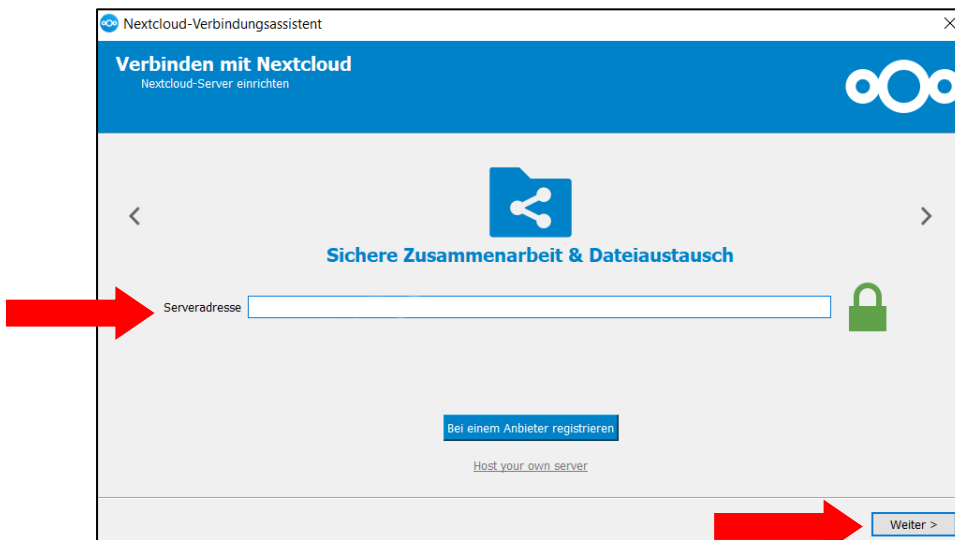 Nextcloud-Verbindungsassistent
Verbinden mit Nextcloud
Nextcloud-Server einrichten
Sichere Zusammenarbeit & Dateiaustausch
Serveradresse
Bei einem Anbieter registrieren
Host your own server
Weiter >